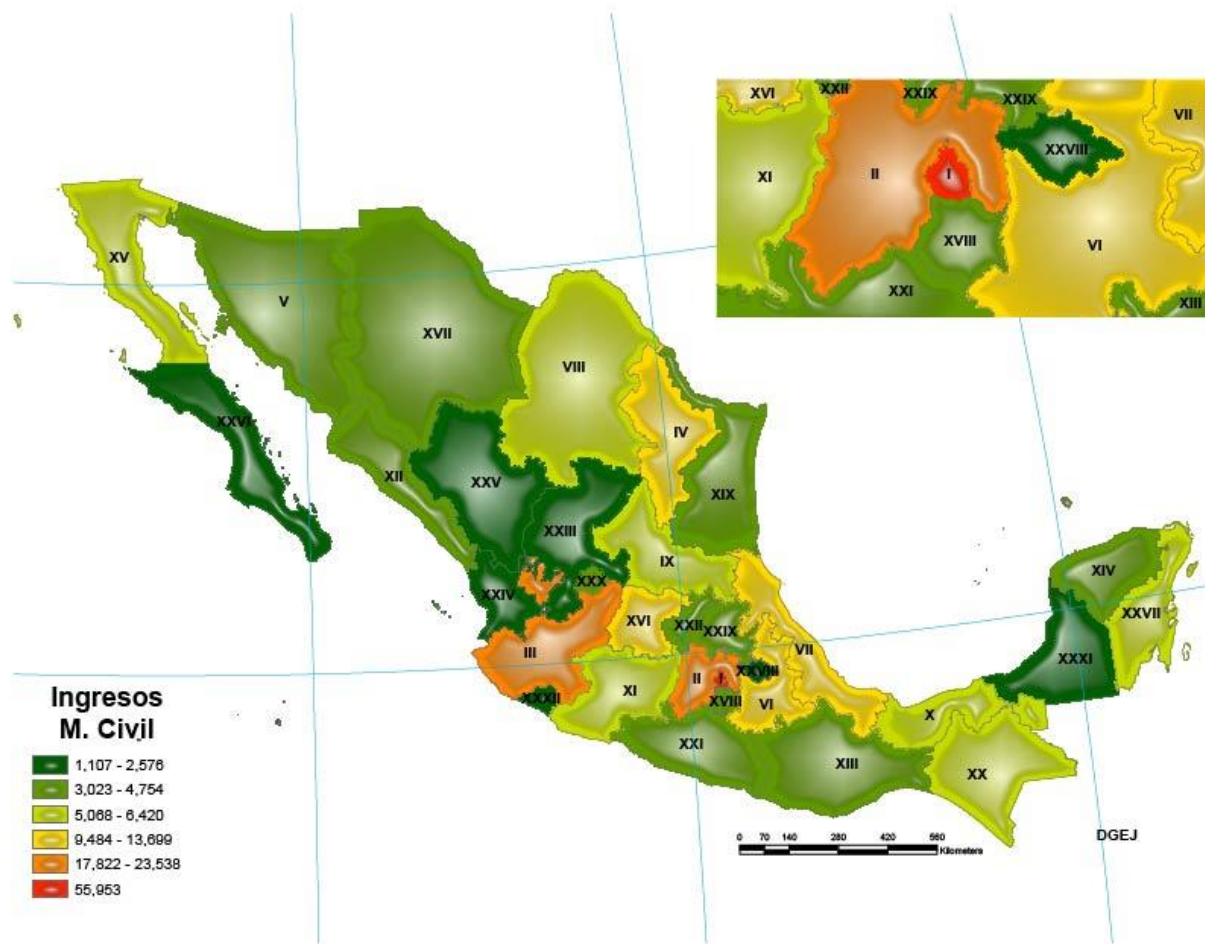 XVI
XXII
XXIX
XXIX
VII
XXVIII
XI
II
I
VI
XVIII
XXI
XIII
XV
V
XVII
VIII
IV
XXVI
XII
XXV
XIX
XXIII
IX
XIV
XXX
XXIV
XXVII
XVI
XXII
XXIX
III
VII
XXXI
II
I
XXVIII
XI
XXXII
XVIII
VI
X
XXI
XIII
XX
Ingresos
M. Civil
1,107 - 2,576
3,023 - 4,754
5,068 - 6,420
9,484 - 13,699
17,822 - 23,538
55,953
0 70 140 280 420 560
Kilometers
DGEJ